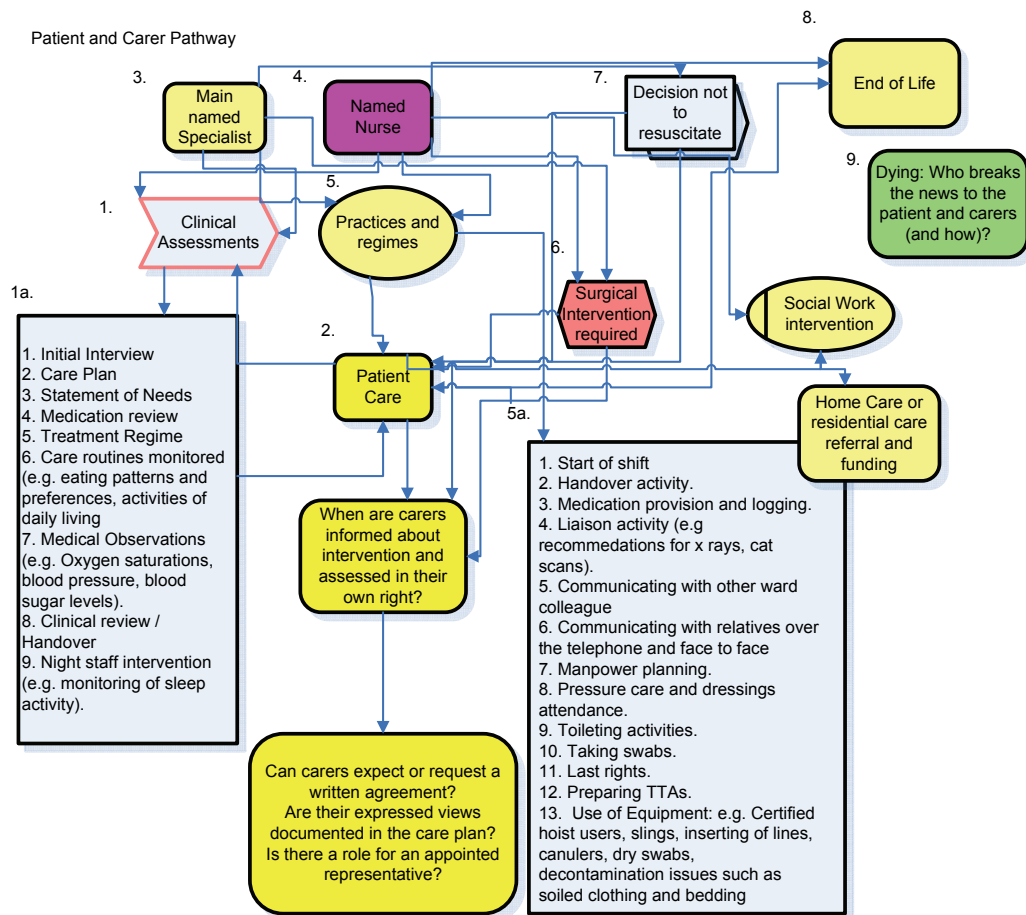 Patient and Carer Pathway
3.
Main
named
Specialist
4.
Named
Nurse
7.
Decision not
to
resuscitate
8.
End of Life
9.
Dying: Who breaks
the news to the
patient and carers
(and how)?
1.
Clinical
Assessments
5.
Practices and
regimes
6.
Surgical
Intervention
required
Social Work
intervention
1a.
1. Initial Interview
2. Care Plan
3. Statement of Needs
4. Medication review
5. Treatment Regime
6. Care routines monitored
(e.g. eating patterns and
preferences, activities of
daily living
7. Medical Observations
(e.g. Oxygen saturations,
blood pressure, blood
sugar levels).
8. Clinical review /
Handover
9. Night staff intervention
(e.g. monitoring of sleep
activity).
2.
Patient
Care
5a.
Home Care or
residential care
referral and
funding
1. Start of shift
2. Handover activity.
3. Medication provision and logging.
4. Liaison activity (e.g
recommedations for x rays, cat
scans).
5. Communicating with other ward
colleague
6. Communicating with relatives over
the telephone and face to face
7. Manpower planning.
8. Pressure care and dressings
attendance.
9. Toileting activities.
10. Taking swabs.
11. Last rights.
12. Preparing TTAs.
13. Use of Equipment: e.g. Certified
hoist users, slings, inserting of lines,
canulers, dry swabs,
decontamination issues such as
soiled clothing and bedding
When are carers
informed about
intervention and
assessed in their
own right?
Can carers expect or request a
written agreement?
Are their expressed views
documented in the care plan?
Is there a role for an appointed
representative?